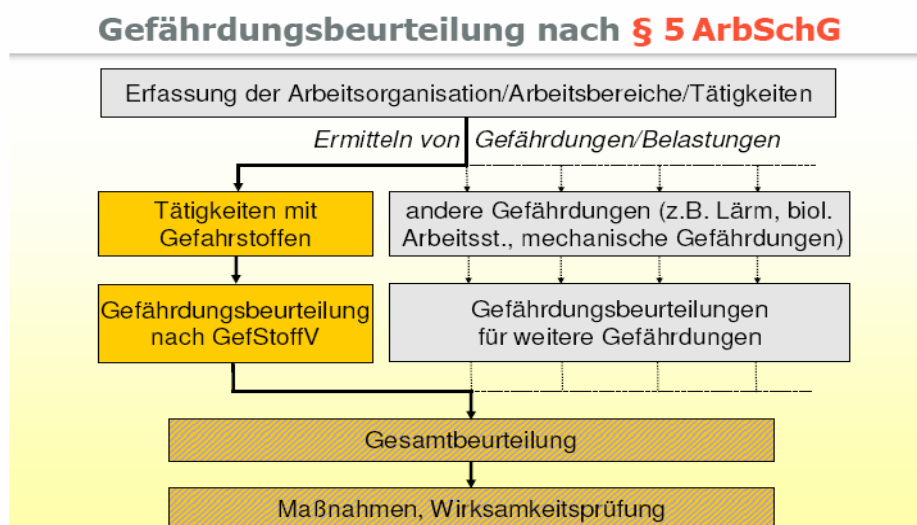 Gefährdungsbeurteilung nach § 5 ArbSchG
Erfassung der Arbeitsorganisation/Arbeitsbereiche/Tätigkeiten
Ermitteln von Gefährdungen/Belastungen
Tätigkeiten mit
Gefahrstoffen
andere Gefährdungen (z.B. Lärm, biol.
Arbeitsst., mechanische Gefährdungen)
Gefährdungsbeurteilung
nach GefStoffV
Gefährdungsbeurteilungen
für weitere Gefährdungen
Gesamtbeurteilung
Maßnahmen, Wirksamkeitsprüfung